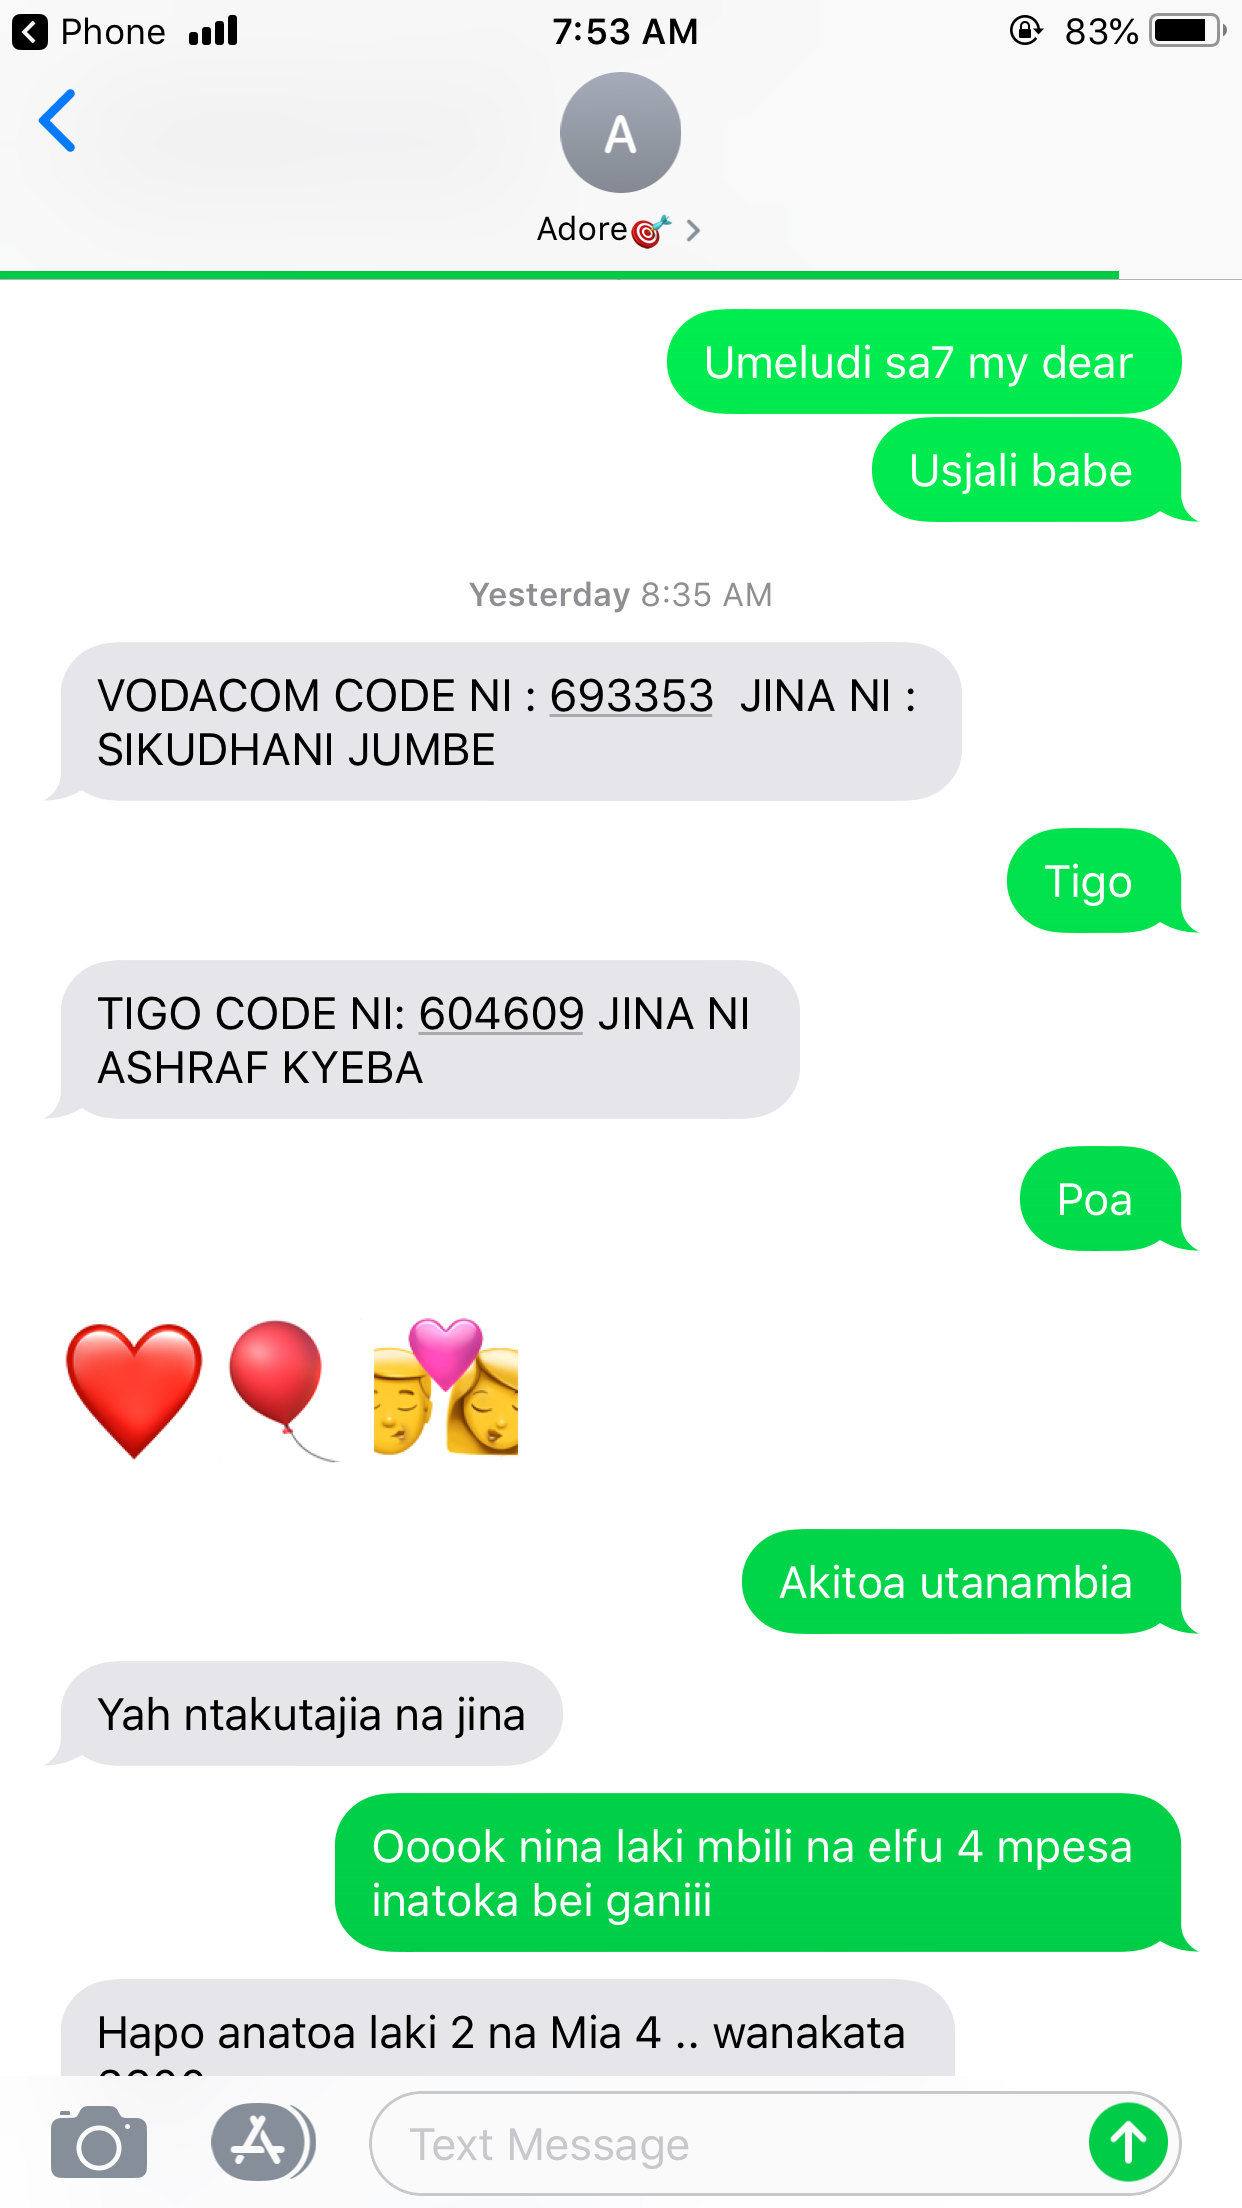 Phone
7:53 AM
83%
A
Adore🎯
Umeludi sa7 my dear
Usjali babe
Yesterday 8:35 AM
VODACOM CODE NI : 693353  JINA NI :
SIKUDHANI JUMBE
Tigo
TIGO CODE NI: 604609 JINA NI
ASHRAF KYEBA
Poa
❤️🎈💏
Akitoa utanambia
Yah ntakutajia na jina
Ooook nina laki mbili na elfu 4 mpesa
inatoka bei ganiii
Hapo anatoa laki 2 na Mia 4 .. wanakata
Text Message